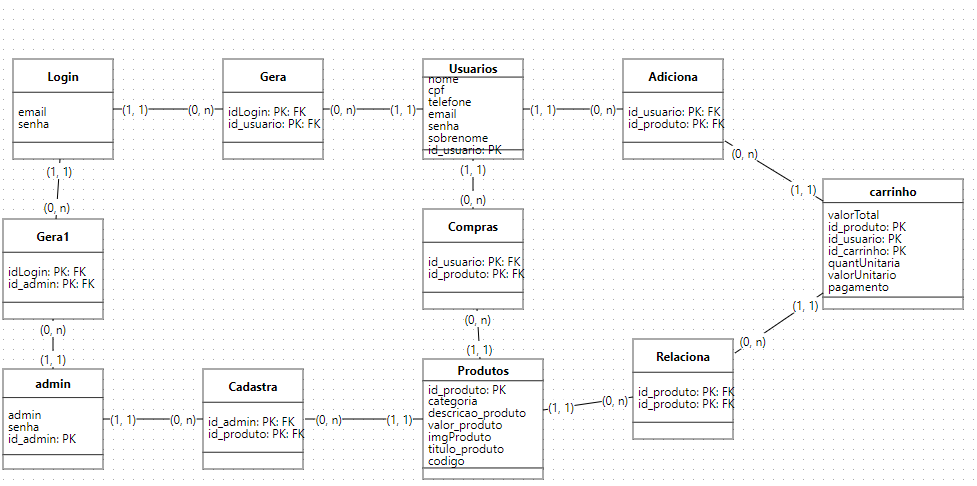 Login
email
senha
(1, 1)
(0, n)
Gera
idLogin: PK: FK
id_usuario: PK: FK
(0, n)
(1, 1)
Usuarios
nome
cpf
telefone
email
senha
sobrenome
id_usuario: PK
(1, 1)
(0, n)
Adiciona
id_usuario: PK: FK
id_produto: PK: FK
(0, n)
(1, 1)
carrinho
valorTotal
id_produto: PK
id_usuario: PK
id_carrinho: PK
quantUnitaria
valorUnitario
pagamento
(1, 1)
(0, n)
(1, 1)
(0, n)
Gera1
idLogin: PK: FK
id_admin: PK: FK
(0, n)
(1, 1)
(1, 1)
(0, n)
Compras
id_usuario: PK: FK
id_produto: PK: FK
(0, n)
(1, 1)
admin
admin
senha
id_admin: PK
(1, 1)
(0, n)
Cadastra
id_admin: PK: FK
id_produto: PK: FK
(0, n)
(1, 1)
Produtos
id_produto: PK
categoria
descricao_produto
valor_produto
imgProduto
titulo_produto
codigo
(1, 1)
(0, n)
Relaciona
id_produto: PK: FK
id_produto: PK: FK